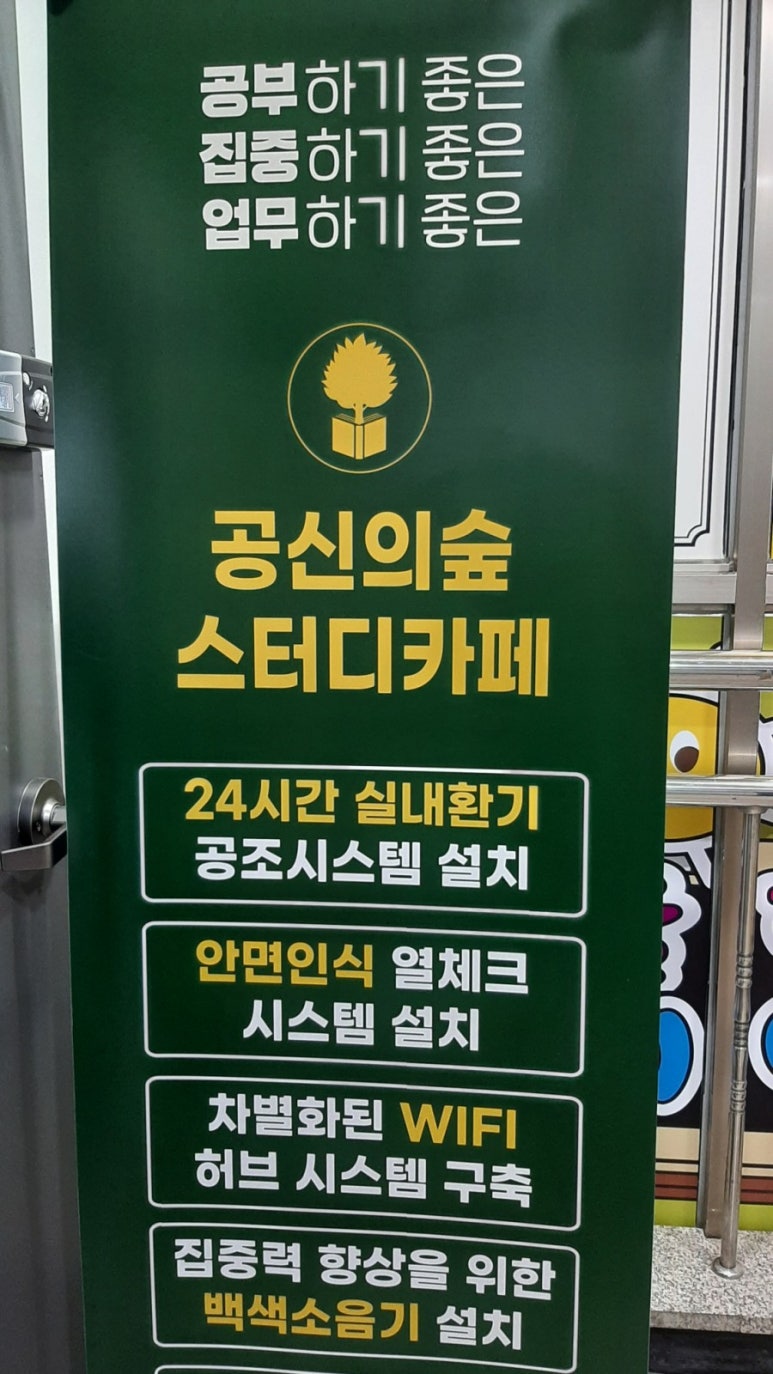 공부하기 좋은
집중하기 좋은
업무하기 좋은
공신의숲
스터디카페
24시간 실내환기
공조시스템 설치
안면인식 열체크
시스템 설치
차별화된 WIFI
허브 시스템 구축
집중력 향상을 위한
백색소음기 설치